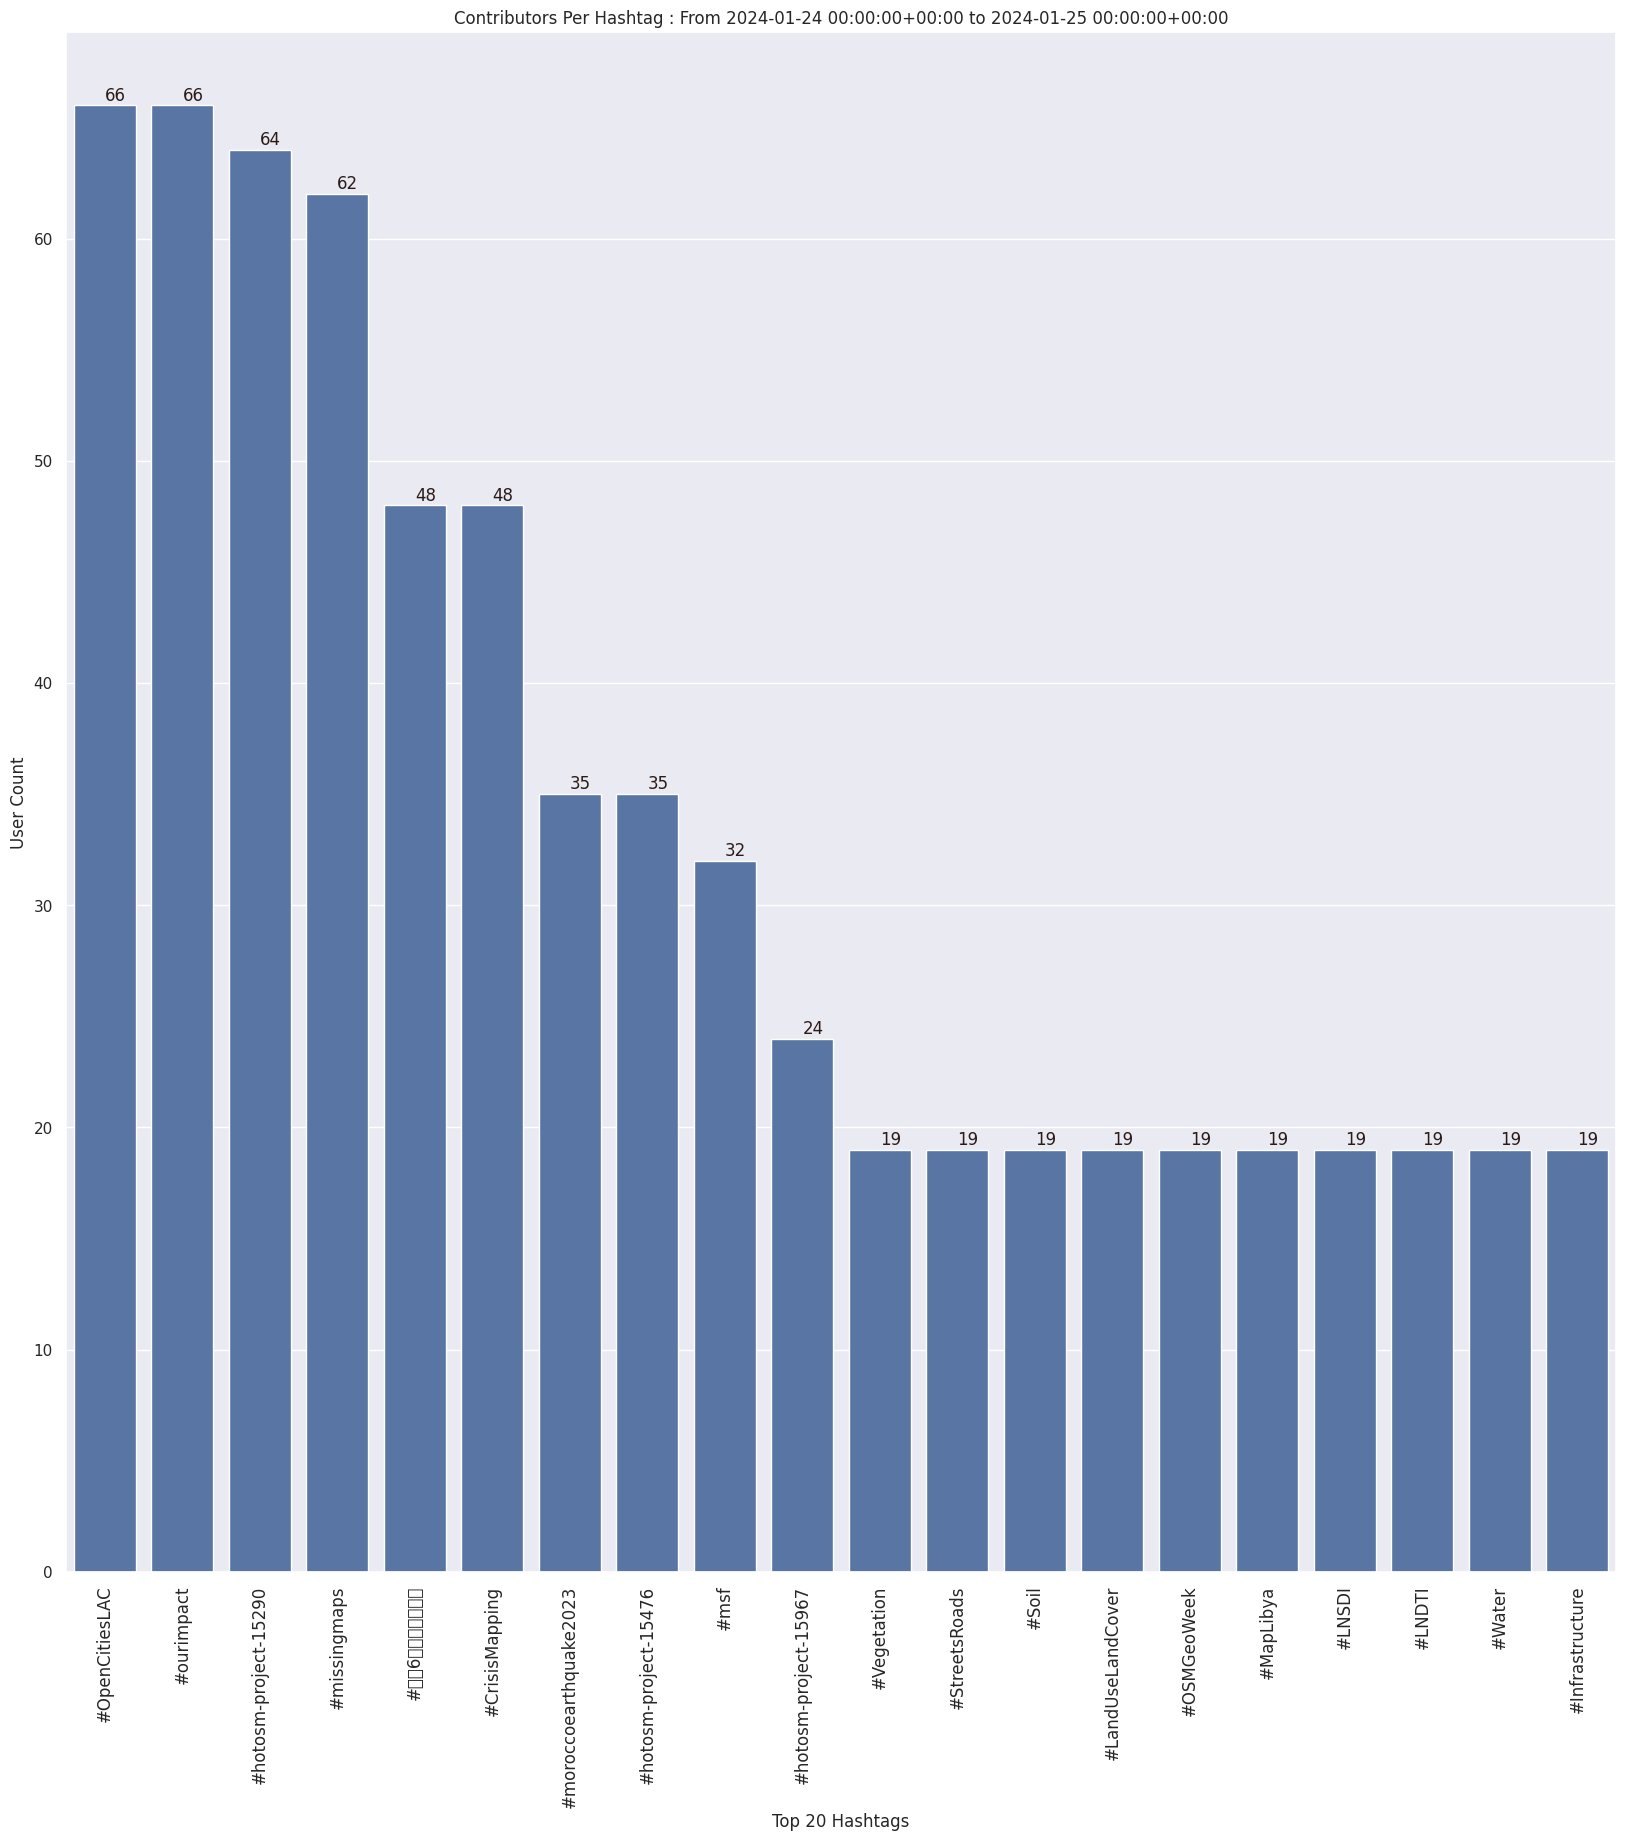 Contributors Per Hashtag : From 2024-01-24 00:00:00+00:00 to 2024-01-25 00:00:00+00:00
User Count
60
50
40
30
20
10
0
66
66
64
62
48
48
35
35
32
24
19
19
19
19
19
19
19
19
19
19
#OpenCitiesLAC
#ourimpact
#hotosm-project-15290
#missingmaps
#CrisisMapping
#moroccoearthquake2023
#hotosm-project-15476
#msf
#hotosm-project-15967
#Vegetation
#StreetsRoads
#Soil
#LandUseLandCover
#OSMGeoWeek
#MapLibya
#LNSDI
#LNDTI
#Water
#Infrastructure
Top 20 Hashtags